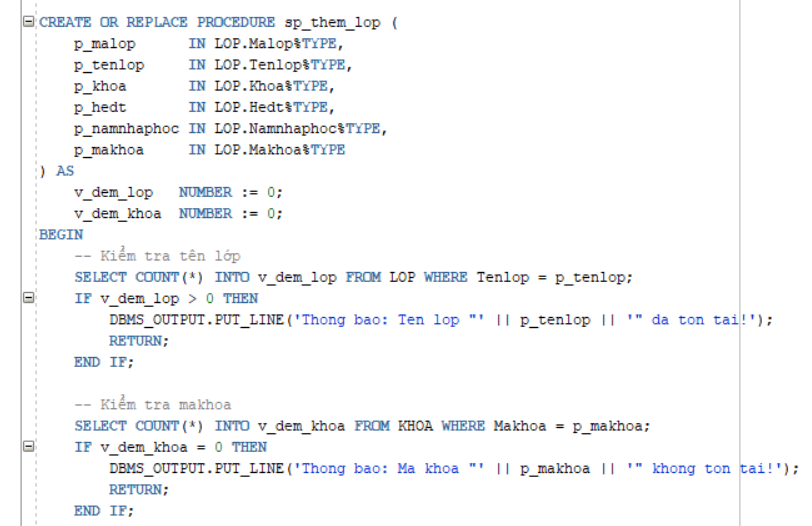 CREATE OR REPLACE PROCEDURE sp_them_lop (
    p_malop      IN LOP.Malop%TYPE,
    p_tenlop     IN LOP.Tenlop%TYPE,
    p_khoa       IN LOP.Khoa%TYPE,
    p_hedt       IN LOP.Hedt%TYPE,
    p_namnhaphoc IN LOP.Namnhaphoc%TYPE,
    p_makhoa     IN LOP.Makhoa%TYPE
) AS
    v_dem_lop   NUMBER := 0;
    v_dem_khoa  NUMBER := 0;
BEGIN
    -- Kiểm tra tên lớp
    SELECT COUNT(*) INTO v_dem_lop FROM LOP WHERE Tenlop = p_tenlop;
    IF v_dem_lop > 0 THEN
        DBMS_OUTPUT.PUT_LINE('Thong bao: Ten lop "' || p_tenlop || '" da ton tai!');
        RETURN;
    END IF;

    -- Kiểm tra makhoa
    SELECT COUNT(*) INTO v_dem_khoa FROM KHOA WHERE Makhoa = p_makhoa;
    IF v_dem_khoa = 0 THEN
        DBMS_OUTPUT.PUT_LINE('Thong bao: Ma khoa "' || p_makhoa || '" khong ton tai!');
        RETURN;
    END IF;